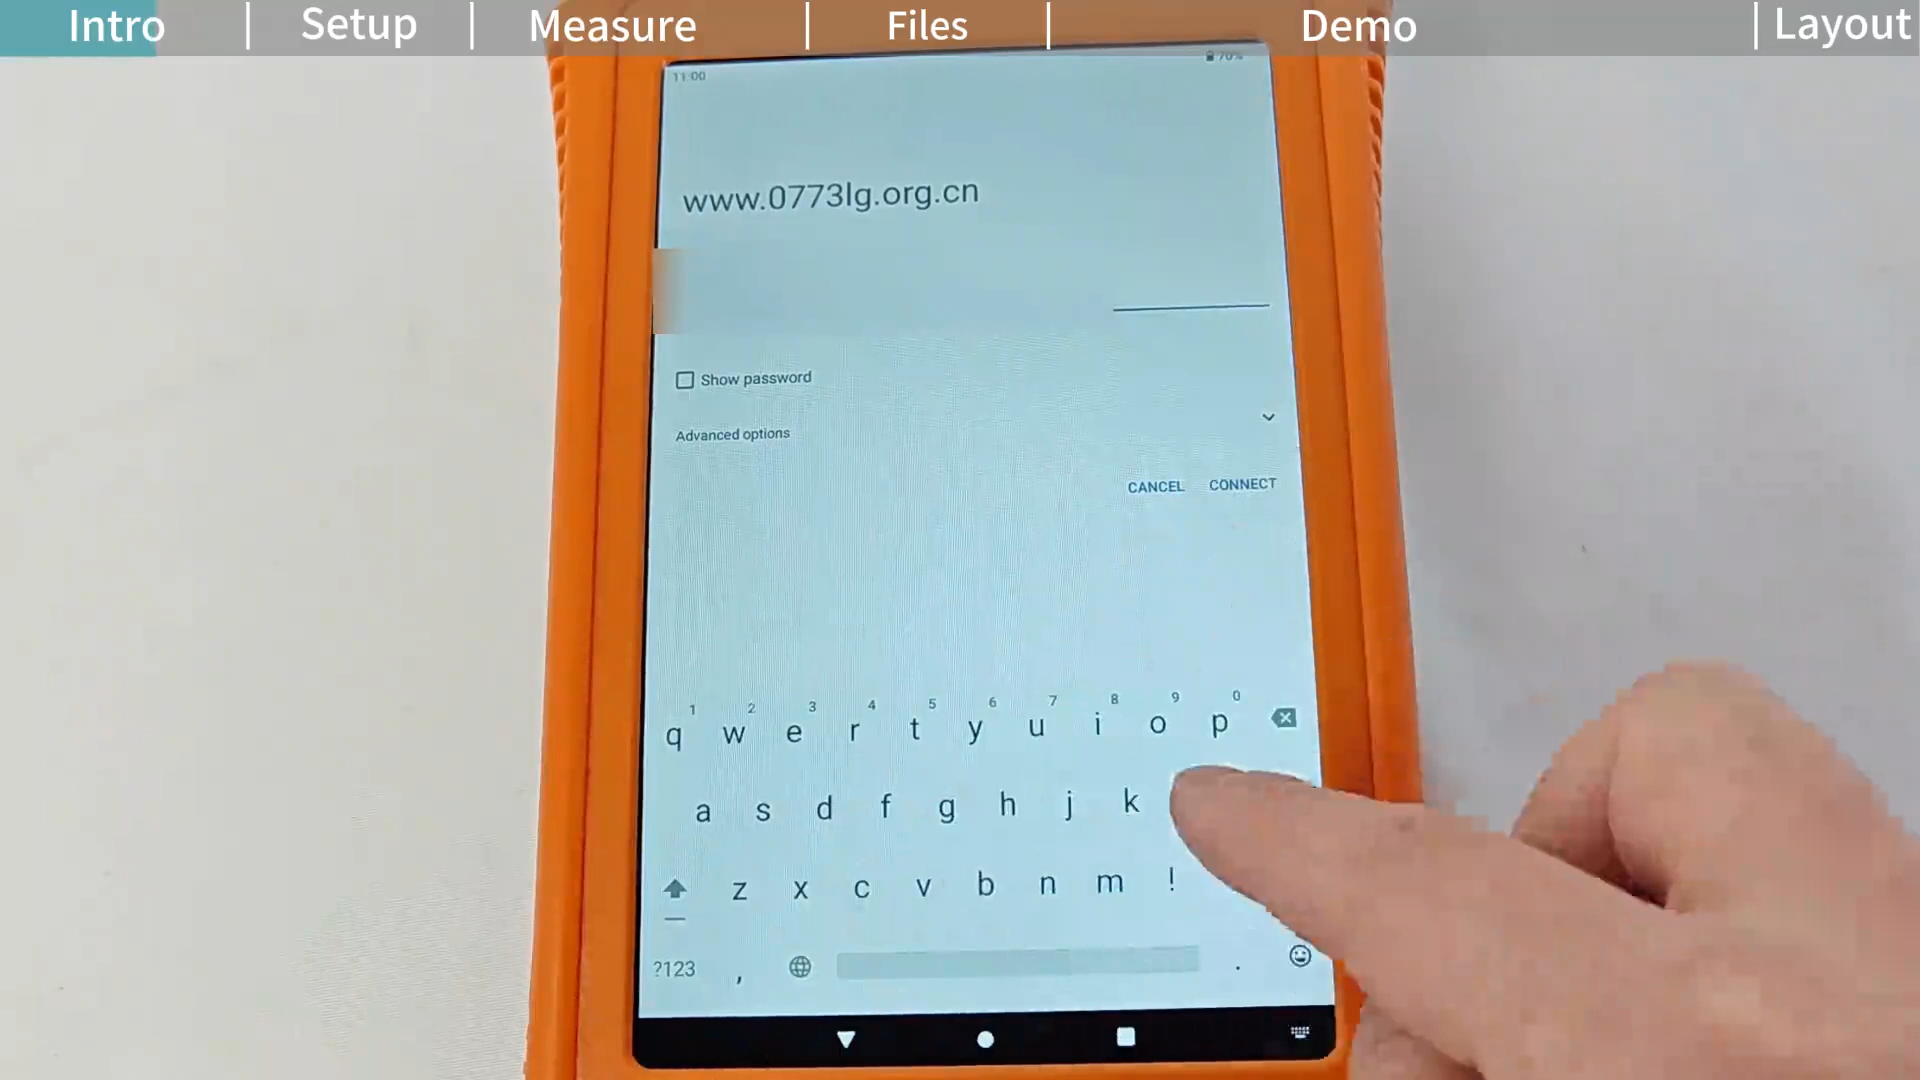 Intro | Setup | Measure | Files | Demo | Layout
11:00 70%
www.0773lg.org.cn
Show password
Advanced options
CANCEL CONNECT
1 2 3 4 5 6 7 8 9 0
q w e r t y u i o p
a s d f g h j k
z x c v b n m !
?123 , .